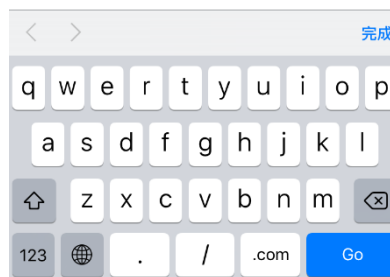 完成
q w e r t y u i o p
a s d f g h j k l
z x c v b n m
123 . / .com Go